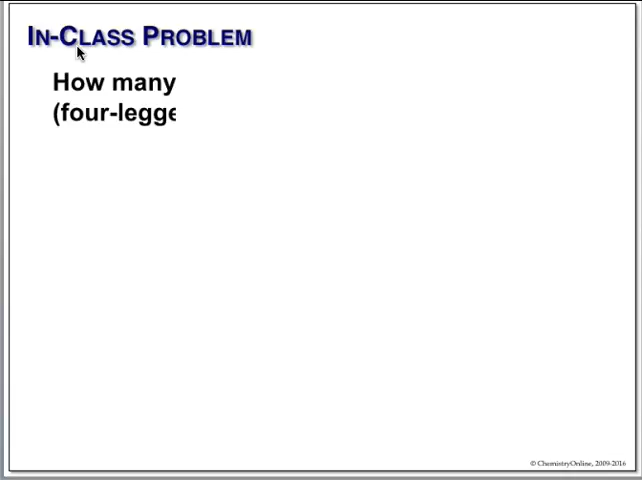 IN-CLASS PROBLEM
How many
(four-legge
© ChemistryOnline, 2009-2016